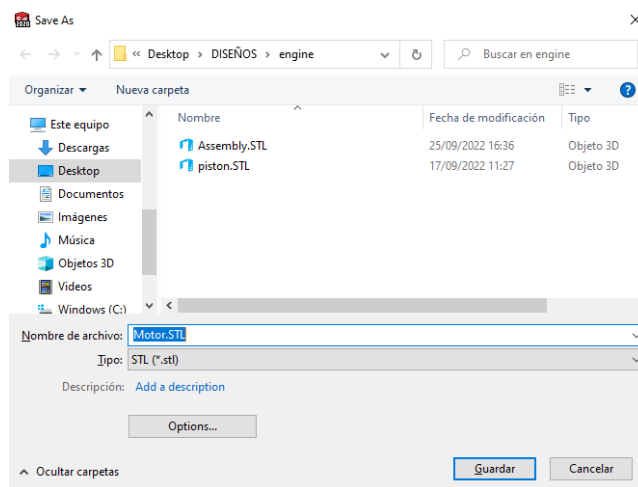 2020 Save As
« Desktop › DISEÑOS › engine Buscar en engine
Organizar Nueva carpeta ?
Este equipo
Descargas
Desktop
Documentos
Imágenes
Música
Objetos 3D
Videos
Windows (C:)
Nombre Fecha de modificación Tipo
Assembly.STL 25/09/2022 16:36 Objeto 3D
piston.STL 17/09/2022 11:27 Objeto 3D
Nombre de archivo: Motor.STL
Tipo: STL (*.stl)
Descripción: Add a description
Options...
Ocultar carpetas Guardar Cancelar